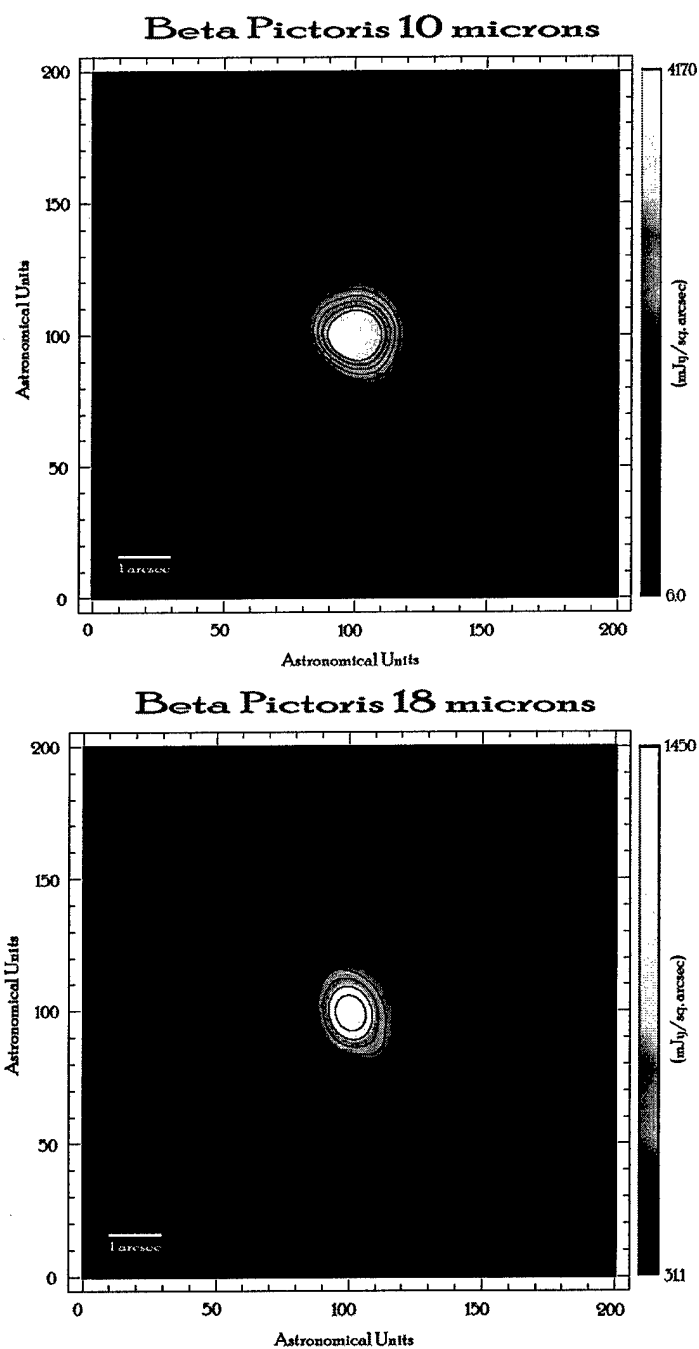 Beta Pictoris 10 microns
200
150
100
50
0
Astronomical Units
1 arcsec
0 50 100 150 200
Astronomical Units
4170
(mJy/sq. arcsec)
6.0
Beta Pictoris 18 microns
200
150
100
50
0
Astronomical Units
1 arcsec
0 50 100 150 200
Astronomical Units
1450
(mJy/sq. arcsec)
31.1